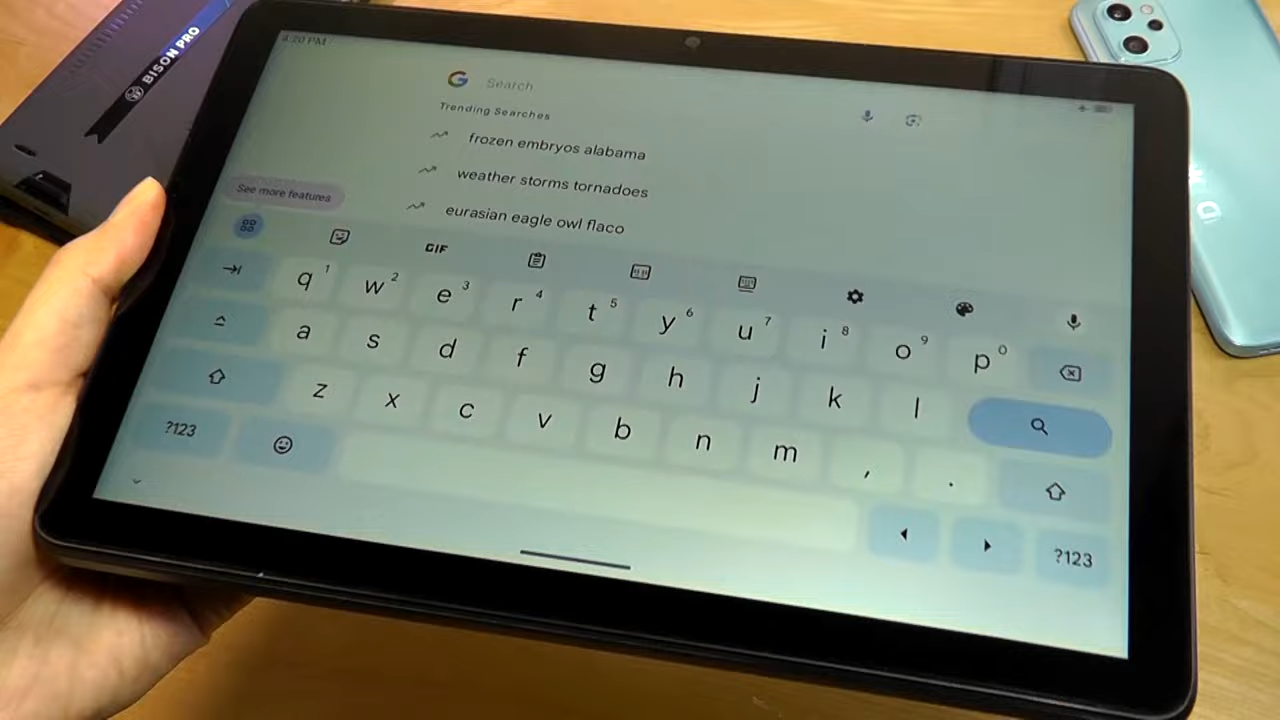 BISON PRO
4:20 PM
G Search
Trending Searches
frozen embryos alabama
weather storms tornadoes
eurasian eagle owl flaco
See more features
GIF
q 1 w 2 e 3 r 4 t 5 y 6 u 7 i 8 o 9 p 0
a s d f g h j k l
z x c v b n m , .
?123 ?123